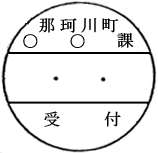 那珂川町
○ ○ 課
・ ・
受 付